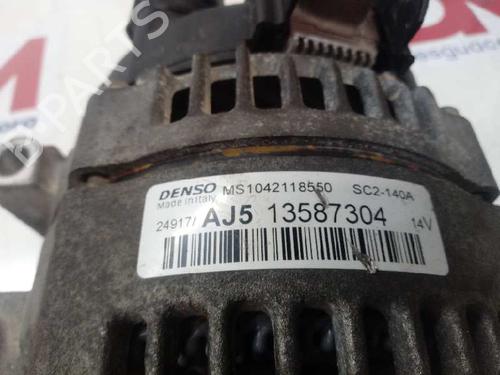 DENSO MS1042118550 SC2-140A
Made in Italy
24917/ AJ5 13587304 14V